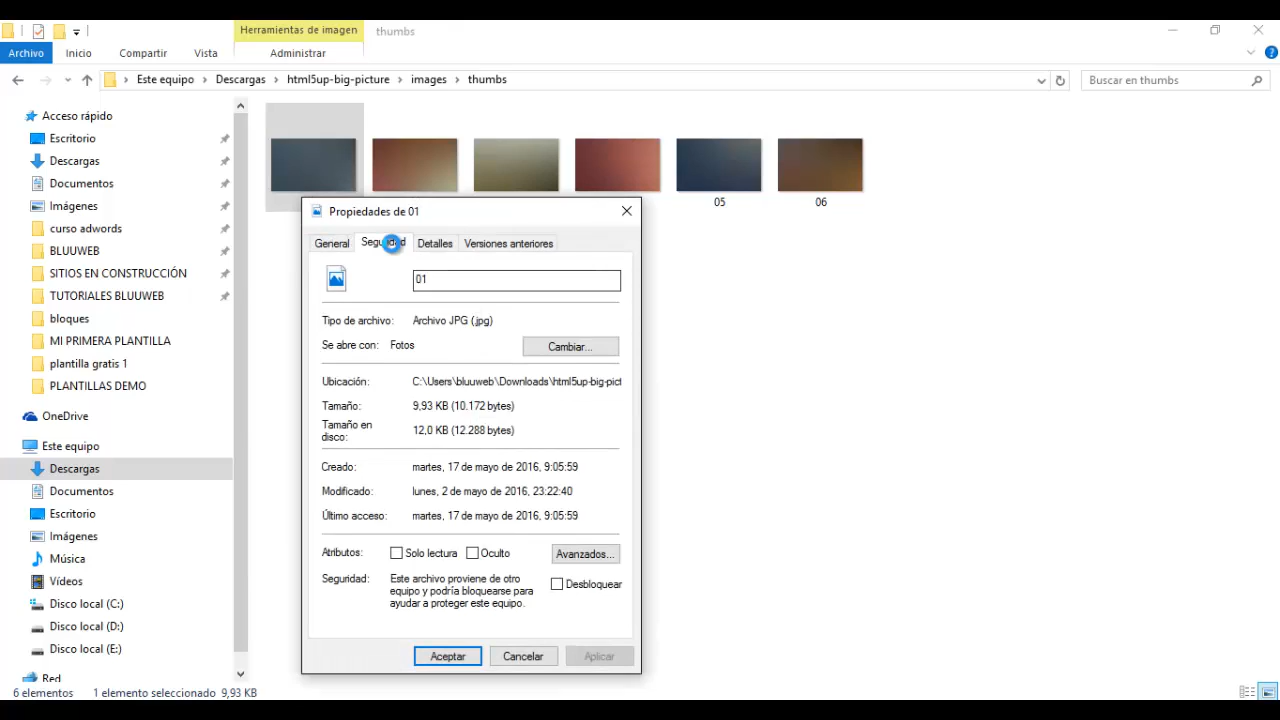 Herramientas de imagen
thumbs
Archivo
Inicio
Compartir
Vista
Administrar
Este equipo
Descargas
html5up-big-picture
images
thumbs
Buscar en thumbs
Acceso rápido
Escritorio
Descargas
Documentos
Imágenes
curso adwords
BLUUWEB
SITIOS EN CONSTRUCCIÓN
TUTORIALES BLUUWEB
bloques
MI PRIMERA PLANTILLA
plantilla gratis 1
PLANTILLAS DEMO
OneDrive
Este equipo
Descargas
Documentos
Escritorio
Imágenes
Música
Vídeos
Disco local (C:)
Disco local (D:)
Disco local (E:)
Red
05
06
Propiedades de 01
General
Seguridad
Detalles
Versiones anteriores
01
Tipo de archivo: Archivo JPG (.jpg)
Se abre con: Fotos
Cambiar...
Ubicación: C:\Users\bluuweb\Downloads\html5up-big-pict
Tamaño: 9,93 KB (10.172 bytes)
Tamaño en
disco: 12,0 KB (12.288 bytes)
Creado: martes, 17 de mayo de 2016, 9:05:59
Modificado: lunes, 2 de mayo de 2016, 23:22:40
Último acceso: martes, 17 de mayo de 2016, 9:05:59
Atributos: Solo lectura Oculto
Avanzados...
Seguridad: Este archivo proviene de otro
equipo y podría bloquearse para
ayudar a proteger este equipo.
Desbloquear
Aceptar
Cancelar
Aplicar
6 elementos
1 elemento seleccionado 9,93 KB